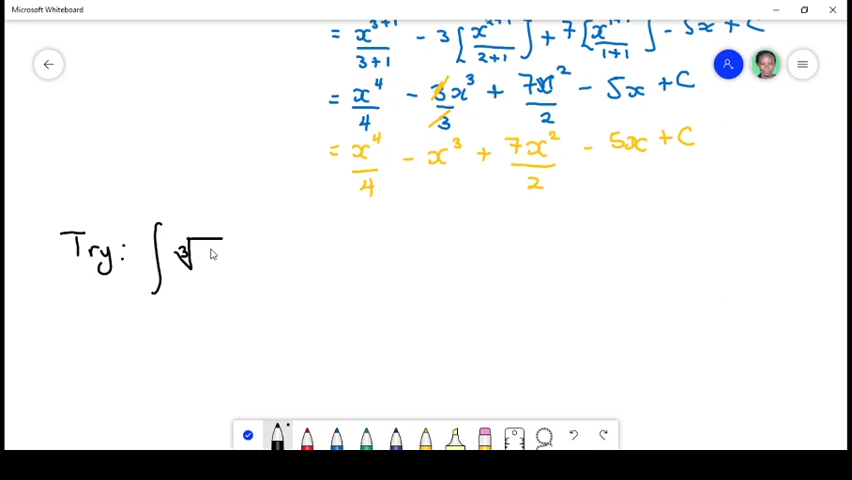 Microsoft Whiteboard
= x^{3+1}/3+1 - 3 [x^{2+1}/2+1] + 7 [x^{1+1}/1+1] - 5x + C
= x^4/4 - 3x^3/3 + 7x^2/2 - 5x + C
= x^4/4 - x^3 + 7x^2/2 - 5x + C
Try: ∫ ∛